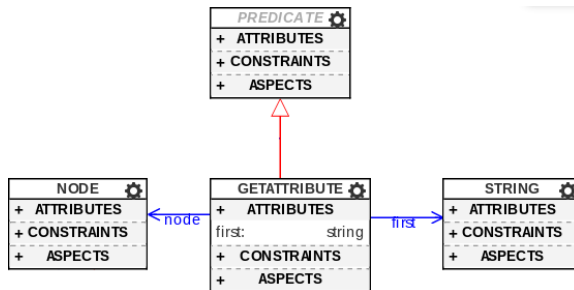 PREDICATE
+ ATTRIBUTES
+ CONSTRAINTS
+ ASPECTS
NODE
+ ATTRIBUTES
+ CONSTRAINTS
+ ASPECTS
node
GETATTRIBUTE
+ ATTRIBUTES
first: string
+ CONSTRAINTS
+ ASPECTS
first
STRING
+ ATTRIBUTES
+ CONSTRAINTS
+ ASPECTS